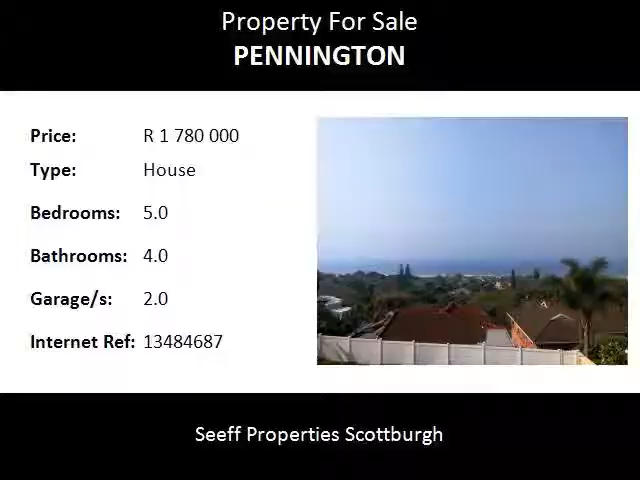 Property For Sale
PENNINGTON
Price: R 1 780 000
Type: House
Bedrooms: 5.0
Bathrooms: 4.0
Garage/s: 2.0
Internet Ref: 13484687
Seeff Properties Scottburgh